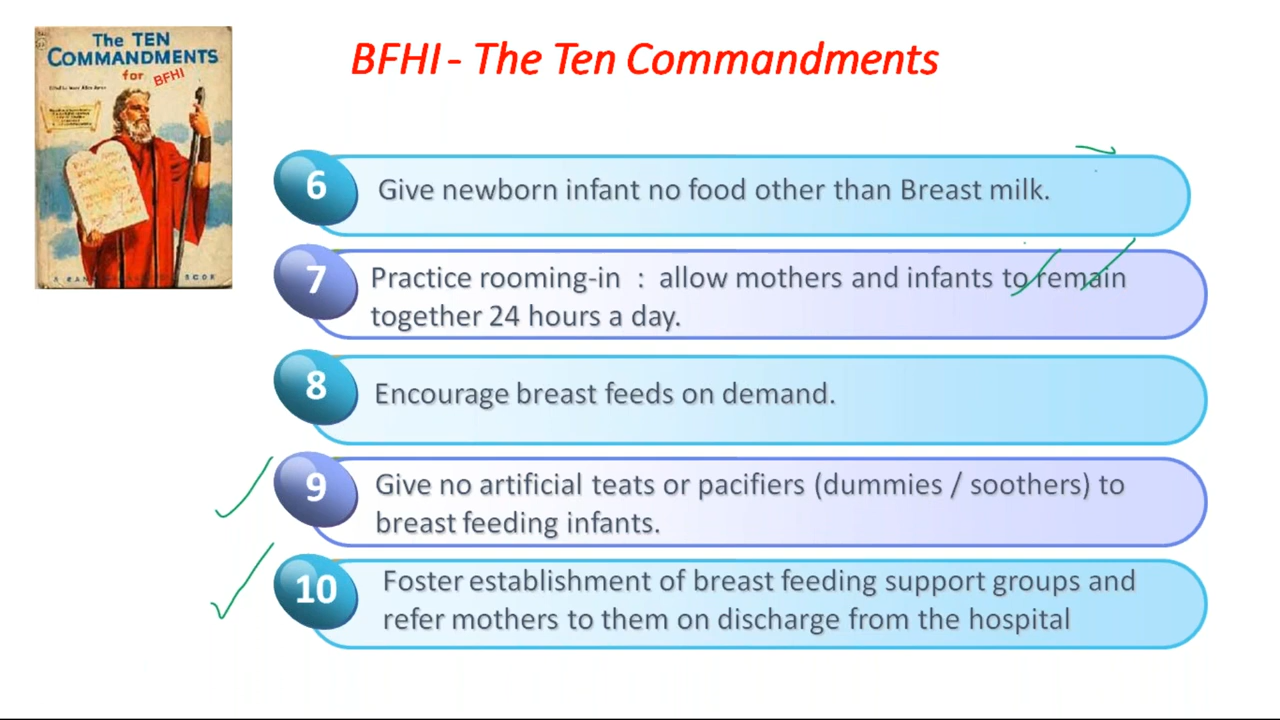 The TEN
COMMANDMENTS
for BFHI
BFHI - The Ten Commandments
6
Give newborn infant no food other than Breast milk.
7
Practice rooming-in : allow mothers and infants to remain
together 24 hours a day.
8
Encourage breast feeds on demand.
9
Give no artificial teats or pacifiers (dummies / soothers) to
breast feeding infants.
10
Foster establishment of breast feeding support groups and
refer mothers to them on discharge from the hospital